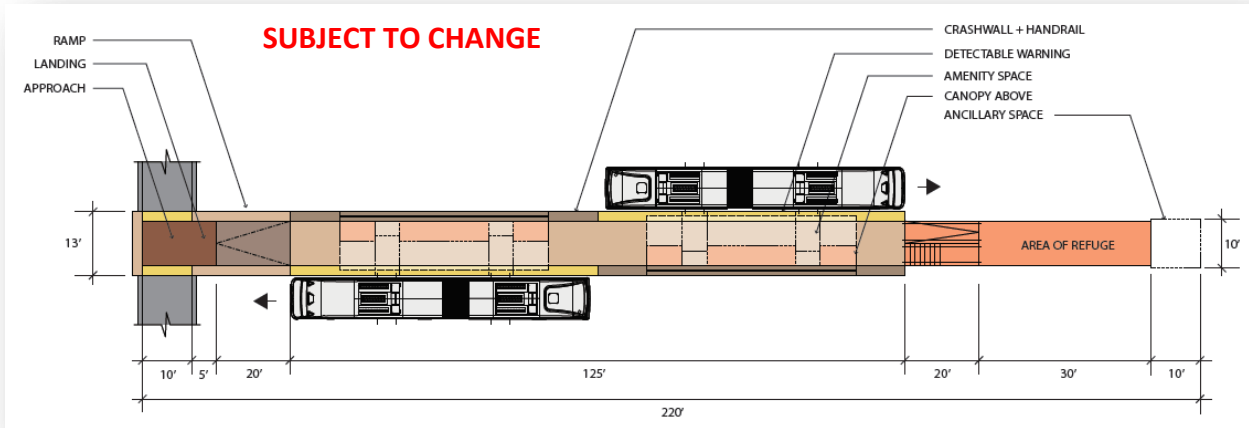 SUBJECT TO CHANGE
RAMP
LANDING
APPROACH
CRASHWALL + HANDRAIL
DETECTABLE WARNING
AMENITY SPACE
CANOPY ABOVE
ANCILLARY SPACE
13'
AREA OF REFUGE
10'
10'
5'
20'
125'
20'
30'
10'
220'